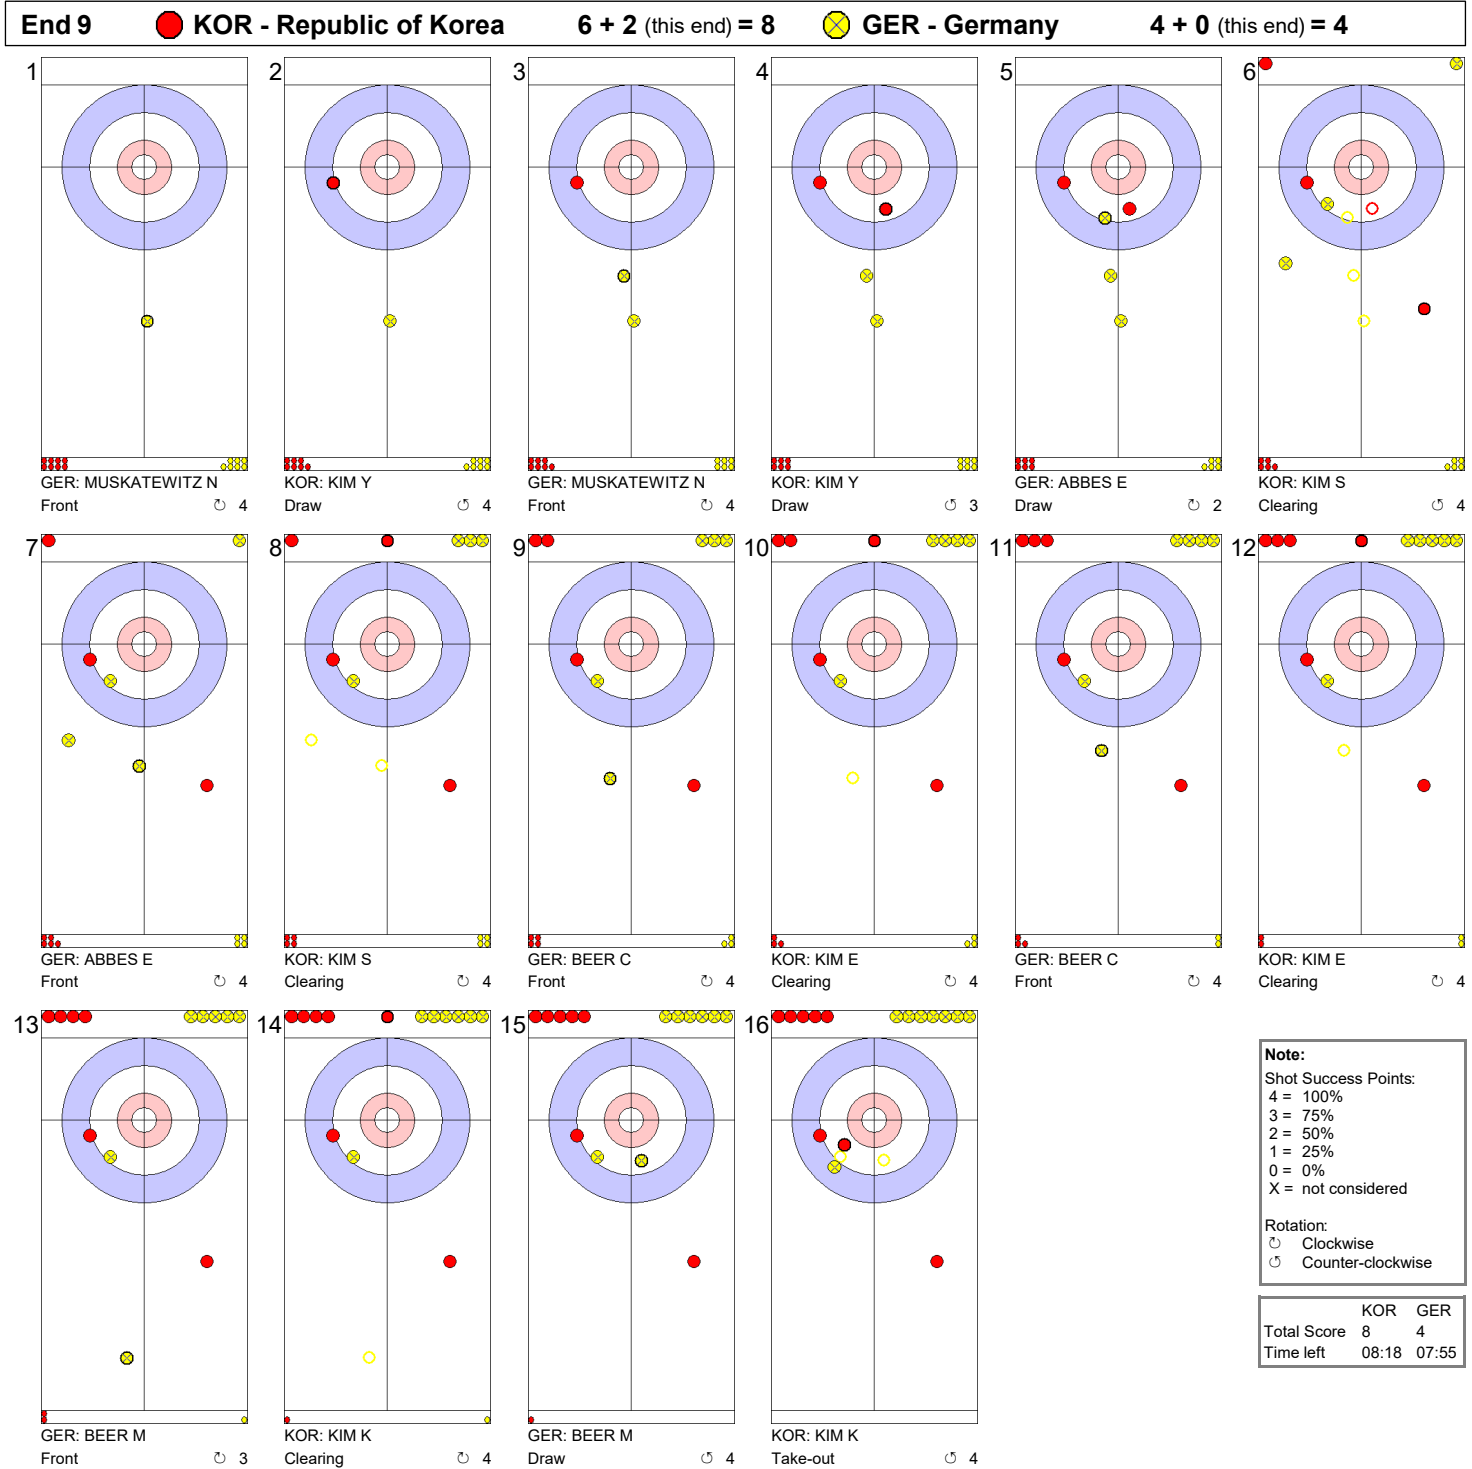 End 9 KOR - Republic of Korea 6 + 2 (this end) = 8 GER - Germany 4 + 0 (this end) = 4
1 2 3 4 5 6
GER: MUSKATEWITZ N KOR: KIM Y GER: MUSKATEWITZ N KOR: KIM Y GER: ABBES E KOR: KIM S
Front ↻ 4 Draw ↺ 4 Front ↻ 4 Draw ↺ 3 Draw ↻ 2 Clearing ↺ 4
7 8 9 10 11 12
GER: ABBES E KOR: KIM S GER: BEER C KOR: KIM E GER: BEER C KOR: KIM E
Front ↻ 4 Clearing ↻ 4 Front ↻ 4 Clearing ↻ 4 Front ↻ 4 Clearing ↻ 4
13 14 15 16
GER: BEER M KOR: KIM K GER: BEER M KOR: KIM K
Front ↻ 3 Clearing ↻ 4 Draw ↻ 4 Take-out ↻ 4
Note:
Shot Success Points:
4 = 100%
3 = 75%
2 = 50%
1 = 25%
0 = 0%
X = not considered
Rotation:
↻ Clockwise
↺ Counter-clockwise
KOR GER
Total Score 8 4
Time left 08:18 07:55